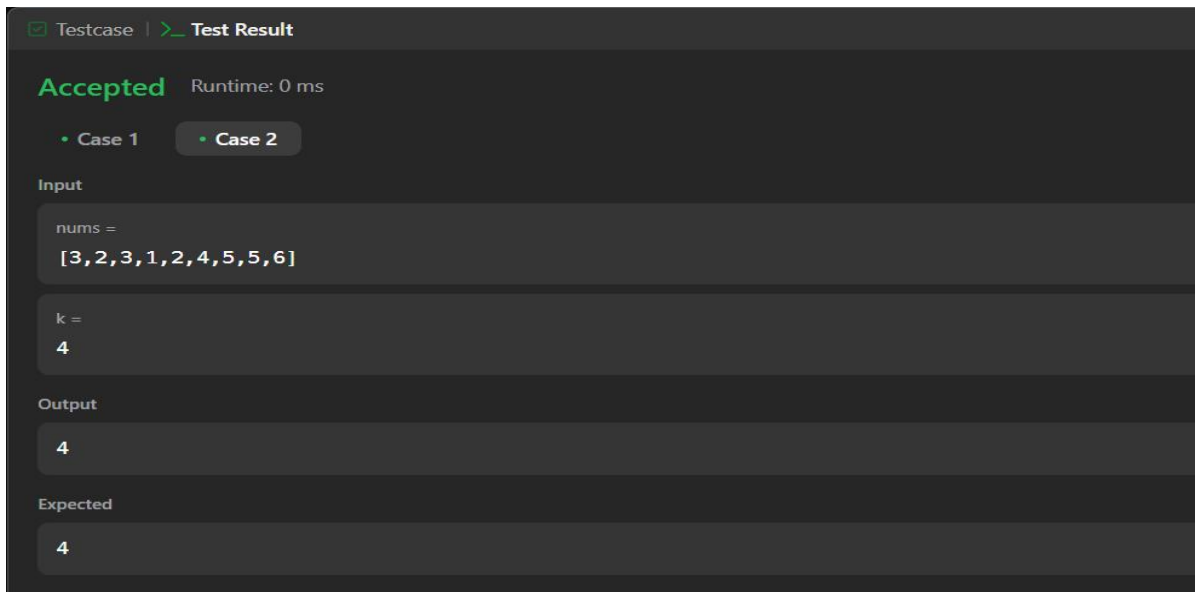 Testcase | >_ Test Result
Accepted Runtime: 0 ms
• Case 1 • Case 2
Input
nums =
[3,2,3,1,2,4,5,5,6]
k =
4
Output
4
Expected
4